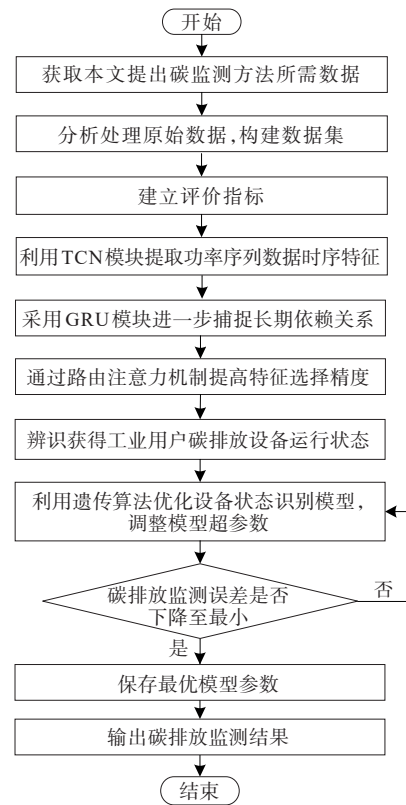 开始
获取本文提出碳监测方法所需数据
分析处理原始数据,构建数据集
建立评价指标
利用TCN模块提取功率序列数据时序特征
采用GRU模块进一步捕捉长期依赖关系
通过路由注意力机制提高特征选择精度
辨识获得工业用户碳排放设备运行状态
利用遗传算法优化设备状态识别模型,
调整模型超参数
碳排放监测误差是否
下降至最小
否
是
保存最优模型参数
输出碳排放监测结果
结束